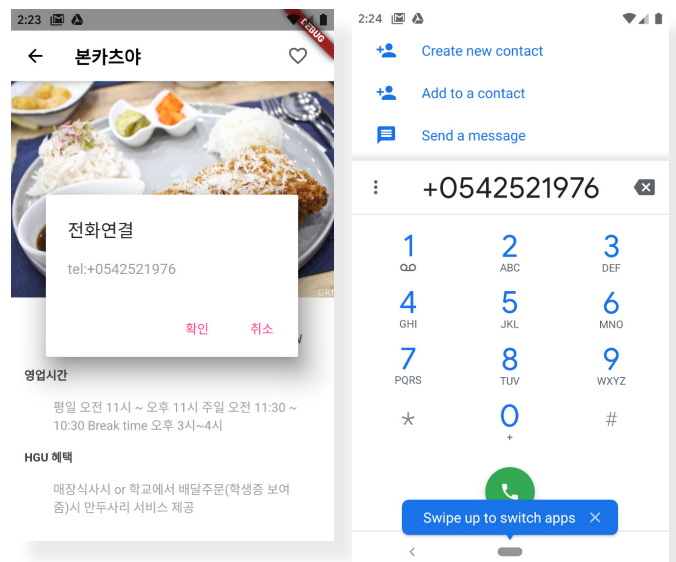 2:23
DEBUG
본카츠야
전화연결
tel:+0542521976
확인 취소
영업시간
평일 오전 11시 ~ 오후 11시 주일 오전 11:30 ~
10:30 Break time 오후 3시~4시
HGU 혜택
매장식사시 or 학교에서 배달주문(학생증 보여
줌)시 만두사리 서비스 제공
2:24
Create new contact
Add to a contact
Send a message
+0542521976
1 2 3
ABC DEF
4 5 6
GHI JKL MNO
7 8 9
PQRS TUV WXYZ
* 0 #
+
Swipe up to switch apps